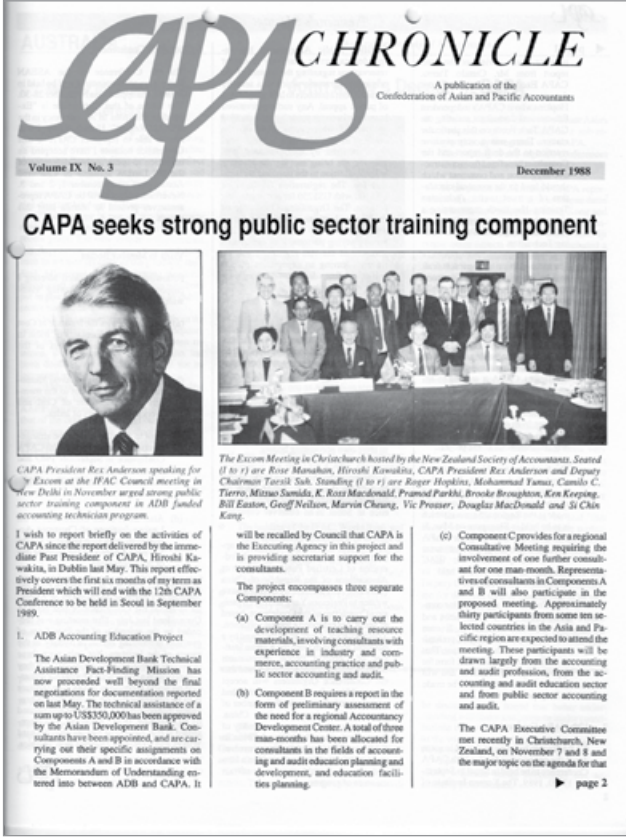 CAPA CHRONICLE
A publication of the
Confederation of Asian and Pacific Accountants
Volume IX No. 3
December 1988
CAPA seeks strong public sector training component
CAPA President Rex Anderson speaking for
Excom at the IFAC Council meeting in
New Delhi in November urged strong public
sector training component in ADB funded
accounting technician program.
The Excom Meeting in Christchurch hosted by the New Zealand Society of Accountants. Seated
(l to r) are Rose Manahan, Hiroshi Kawakita, CAPA President Rex Anderson and Deputy
Chairman Taesik Suh. Standing (l to r) are Roger Hopkins, Mohammad Yunus, Camilo C.
Tierro, Mitsuo Sumida, K. Ross Macdonald, Pramod Parkhi, Brooke Broughton, Ken Keeping,
Bill Easton, Geoff Neilson, Marvin Cheung, Vic Prosser, Douglas MacDonald and Si Chin
Kang.
I wish to report briefly on the activities of
CAPA since the report delivered by the imme-
diate Past President of CAPA, Hiroshi Ka-
wakita, in Dublin last May. This report effec-
tively covers the first six months of my term as
President which will end with the 12th CAPA
Conference to be held in Seoul in September
1989.
1. ADB Accounting Education Project
The Asian Development Bank Technical
Assistance Fact-Finding Mission has
now proceeded well beyond the final
negotiations for documentation reported
on last May. The technical assistance of a
sum up to US$350,000 has been approved
by the Asian Development Bank. Con-
sultants have been appointed, and are car-
rying out their specific assignments on
Components A and B in accordance with
the Memorandum of Understanding en-
tered into between ADB and CAPA. It
will be recalled by Council that CAPA is
the Executing Agency in this project and
is providing secretariat support for the
consultants.
The project encompasses three separate
Components:
(a) Component A is to carry out the
development of teaching resource
materials, involving consultants with
experience in industry and com-
merce, accounting practice and pub-
lic sector accounting and audit.
(b) Component B requires a report in the
form of preliminary assessment of
the need for a regional Accountancy
Development Center. A total of three
man-months has been allocated for
consultants in the fields of account-
ing and audit education planning and
development, and education facili-
ties planning.
(c) Component C provides for a regional
Consultative Meeting requiring the
involvement of one further consult-
ant for one man-month. Representa-
tives of consultants in Components A
and B will also participate in the
proposed meeting. Approximately
thirty participants from some ten se-
lected countries in the Asia and Pa-
cific region are expected to attend the
meeting. These participants will be
drawn largely from the accounting
and audit profession, from the ac-
counting and audit education sector
and from public sector accounting
and audit.
The CAPA Executive Committee
met recently in Christchurch, New
Zealand, on November 7 and 8 and
the major topic on the agenda for that
▶ page 2